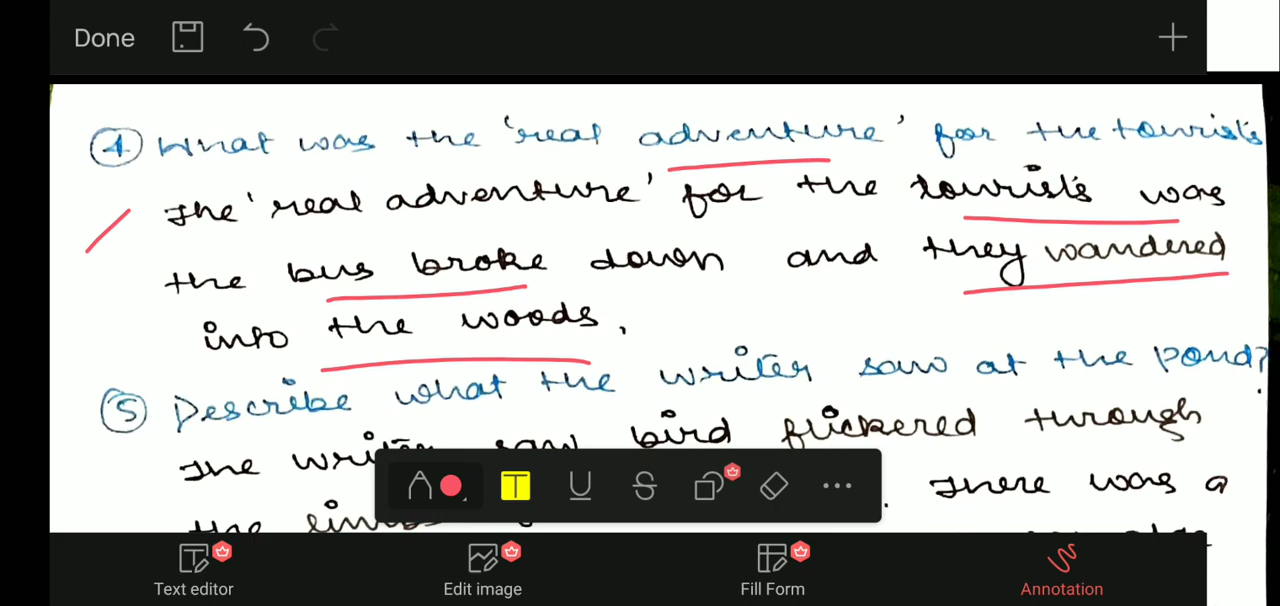 Done
④ What was the 'real adventure' for the tourists
The 'real adventure' for the tourists was
the bus broke down and they wandered
into the woods.
⑤ Describe what the writer saw at the pond?
The writer saw bird flickered through
the There was a
T
U
S
Text editor
Edit image
Fill Form
Annotation